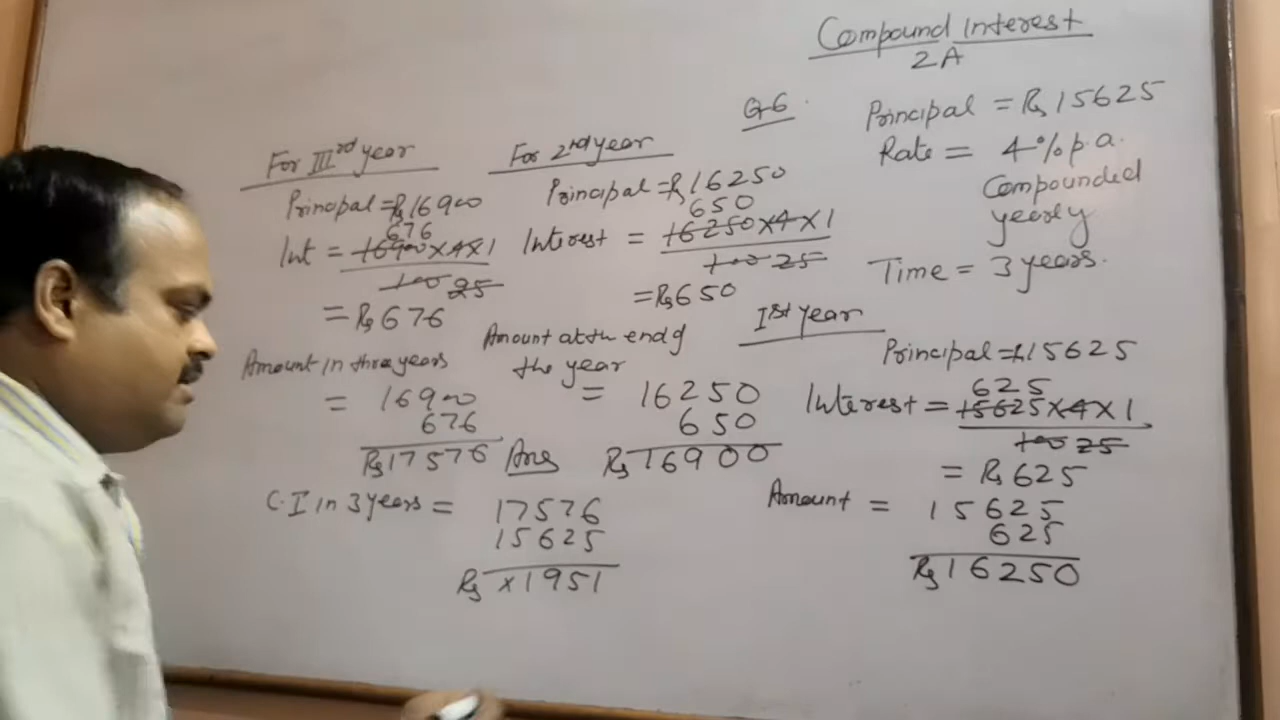 Compound Interest
2A
Q-6
Principal = Rs 15625
Rate = 4% p.a.
Compounded
yearly
Time = 3 years.
Ist year
Principal = Rs 15625
625
Interest = 15625 × 4 × 1
100 25
= Rs 625
Amount = 15625
625
Rs 16250
For 2nd year
Principal = Rs 16250
650
Interest = 16250 × 4 × 1
100 25
= Rs 650
Amount at the end of
the year
= 16250
650
Rs 16900
For IIIrd year
Principal = Rs 16900
676
Int = 16900 × 4 × 1
100 25
= Rs 676
Amount in three years
= 16900
676
Rs 17576 Ans
C.I in 3 years = 17576
15625
Rs × 1951